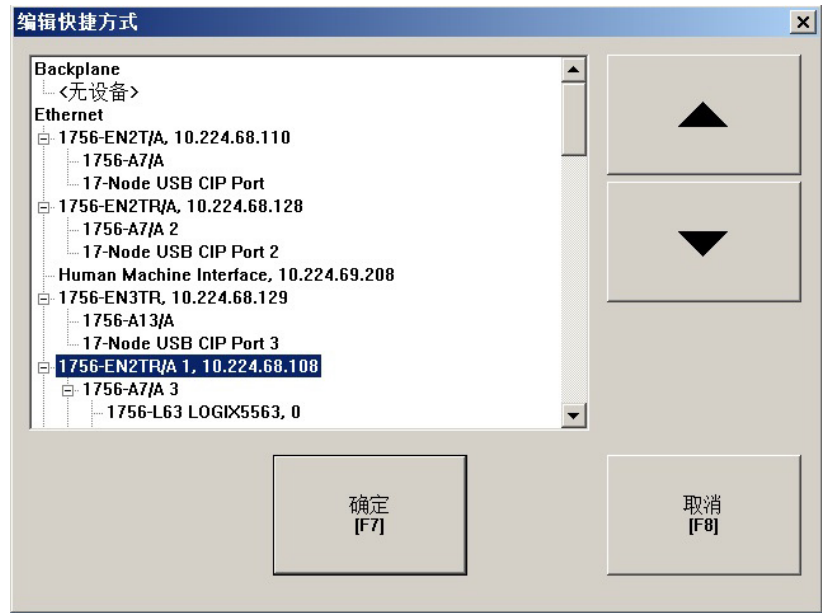 编辑快捷方式
Backplane
<无设备>
Ethernet
1756-EN2T/A, 10.224.68.110
1756-A7/A
17-Node USB CIP Port
1756-EN2TR/A, 10.224.68.128
1756-A7/A 2
17-Node USB CIP Port 2
Human Machine Interface, 10.224.69.208
1756-EN3TR, 10.224.68.129
1756-A13/A
17-Node USB CIP Port 3
1756-EN2TR/A 1, 10.224.68.108
1756-A7/A 3
1756-L63 LOGIX5563, 0
确定
[F7]
取消
[F8]